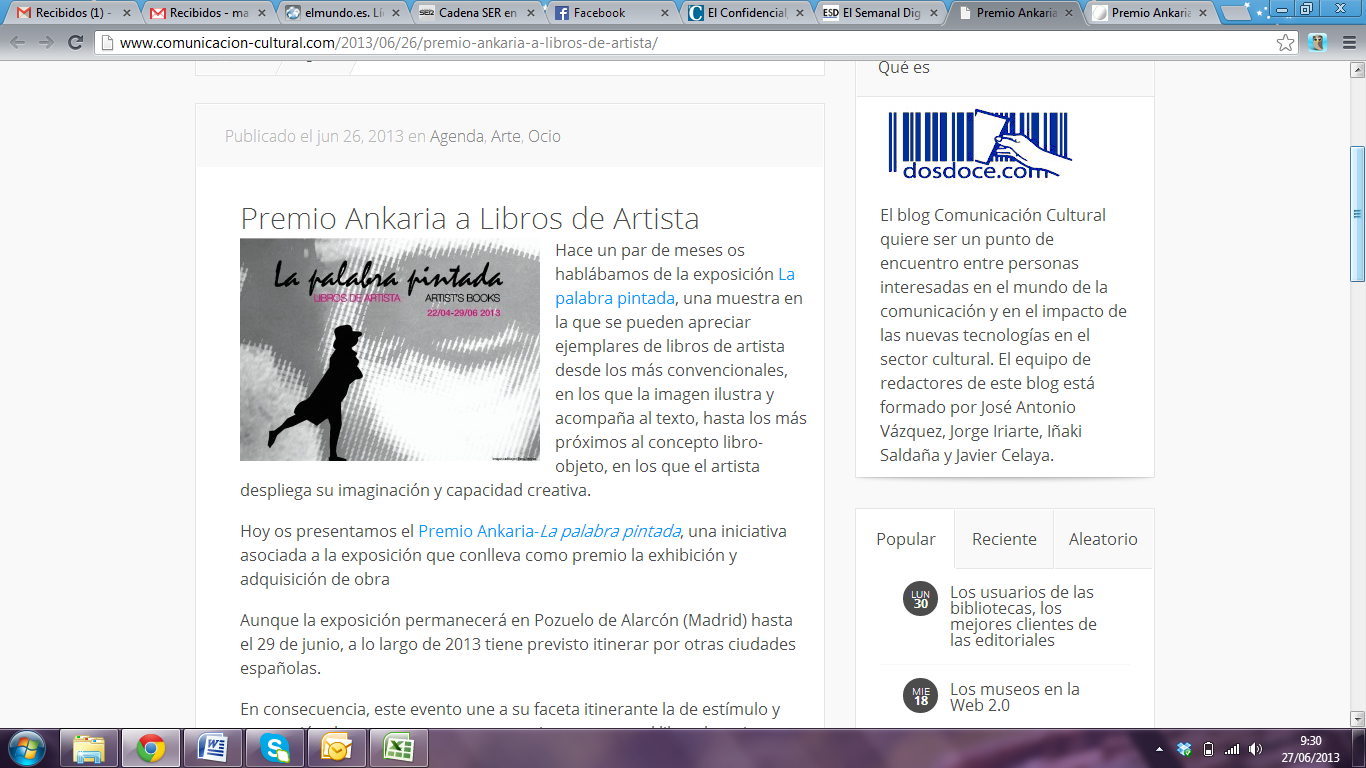 Recibidos (1) -
Recibidos - ma
elmundo.es. Lí
Cadena SER en
Facebook
El Confidencial,
El Semanal Dig
Premio Ankaria
Premio Ankaria
www.comunicacion-cultural.com/2013/06/26/premio-ankaria-a-libros-de-artista/
Qué es
Publicado el jun 26, 2013 en Agenda, Arte, Ocio
Premio Ankaria a Libros de Artista
La palabra pintada
LIBROS DE ARTISTA ARTIST'S BOOKS
22/04-29/06 2013
Hace un par de meses os
hablábamos de la exposición La
palabra pintada, una muestra en
la que se pueden apreciar
ejemplares de libros de artista
desde los más convencionales,
en los que la imagen ilustra y
acompaña al texto, hasta los más
próximos al concepto libro-
objeto, en los que el artista
despliega su imaginación y capacidad creativa.
Hoy os presentamos el Premio Ankaria-La palabra pintada, una iniciativa
asociada a la exposición que conlleva como premio la exhibición y
adquisición de obra
Aunque la exposición permanecerá en Pozuelo de Alarcón (Madrid) hasta
el 29 de junio, a lo largo de 2013 tiene previsto itinerar por otras ciudades
españolas.
En consecuencia, este evento une a su faceta itinerante la de estímulo y
dosdoce.com
El blog Comunicación Cultural
quiere ser un punto de
encuentro entre personas
interesadas en el mundo de la
comunicación y en el impacto de
las nuevas tecnologías en el
sector cultural. El equipo de
redactores de este blog está
formado por José Antonio
Vázquez, Jorge Iriarte, Iñaki
Saldaña y Javier Celaya.
Popular
Reciente
Aleatorio
LUN
30
Los usuarios de las
bibliotecas, los
mejores clientes de
las editoriales
MIE
18
Los museos en la
Web 2.0
9:30
27/06/2013